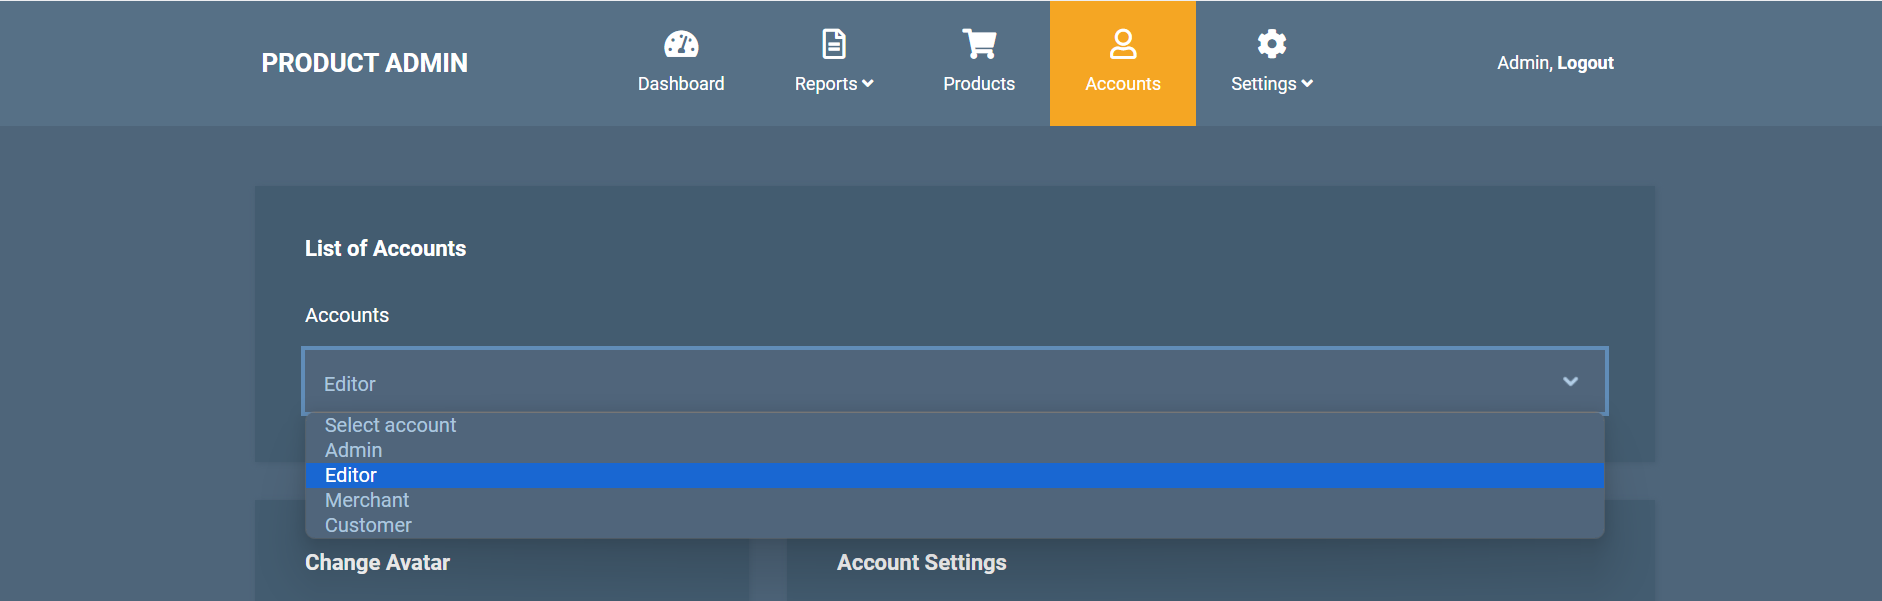 PRODUCT ADMIN
Dashboard
Reports
Products
Accounts
Settings
Admin, Logout
List of Accounts
Accounts
Editor
Select account
Admin
Editor
Merchant
Customer
Change Avatar
Account Settings